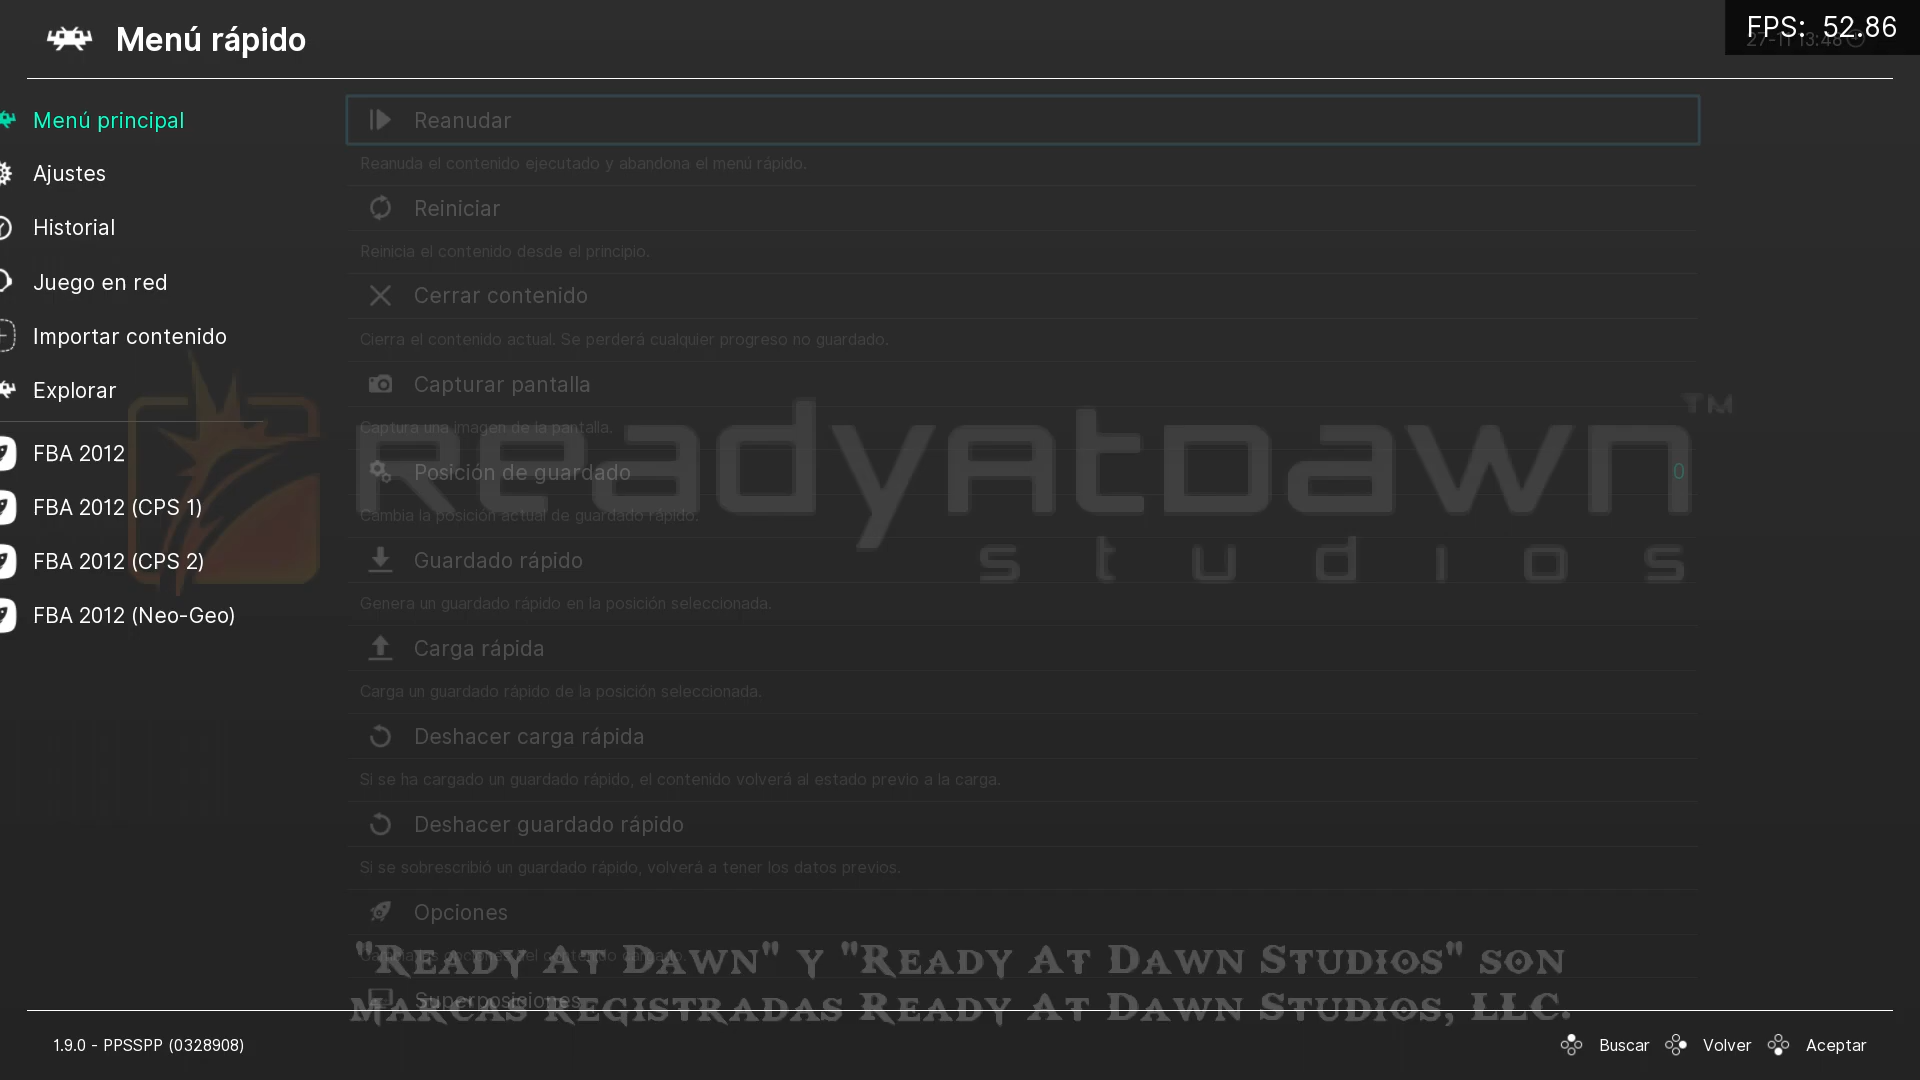 Menú rápido
FPS: 52.86
27-11 13:48
Menú principal
Ajustes
Historial
Juego en red
Importar contenido
Explorar
FBA 2012
FBA 2012 (CPS 1)
FBA 2012 (CPS 2)
FBA 2012 (Neo-Geo)
Reanudar
Reanuda el contenido ejecutado y abandona el menú rápido.
Reiniciar
Reinicia el contenido desde el principio.
Cerrar contenido
Cierra el contenido actual. Se perderá cualquier progreso no guardado.
Capturar pantalla
Captura una imagen de la pantalla.
Posición de guardado 0
Cambia la posición actual de guardado rápido.
Guardado rápido
Genera un guardado rápido en la posición seleccionada.
Carga rápida
Carga un guardado rápido de la posición seleccionada.
Deshacer carga rápida
Si se ha cargado un guardado rápido, el contenido volverá al estado previo a la carga.
Deshacer guardado rápido
Si se sobrescribió un guardado rápido, volverá a tener los datos previos.
Opciones
Superposiciones
ReadyAtDawn™
studios
"Ready At Dawn" y "Ready At Dawn Studios" son
marcas registradas Ready At Dawn Studios, LLC.
1.9.0 - PPSSPP (0328908)
Buscar Volver Aceptar